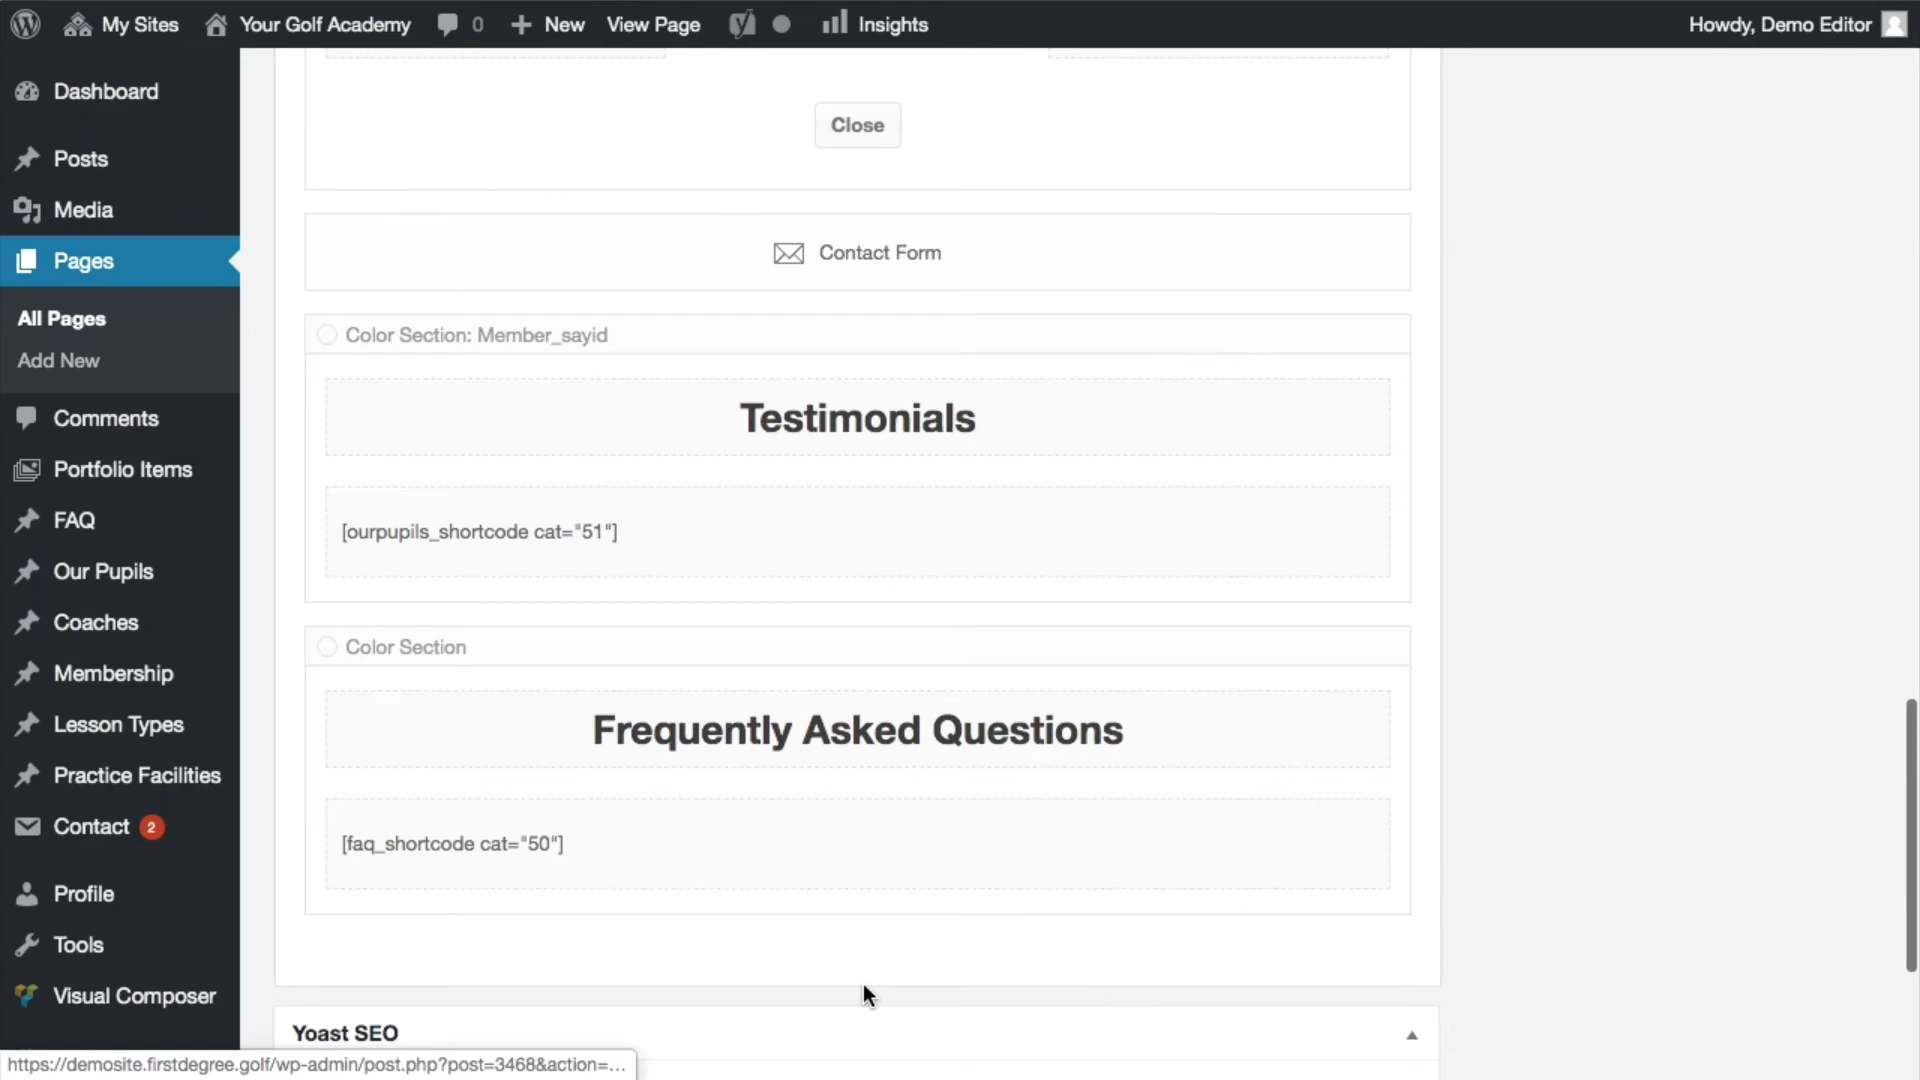 My Sites
Your Golf Academy
0
New
View Page
Insights
Howdy, Demo Editor
Dashboard
Posts
Media
Pages
All Pages
Add New
Comments
Portfolio Items
FAQ
Our Pupils
Coaches
Membership
Lesson Types
Practice Facilities
Contact 2
Profile
Tools
Visual Composer
Close
Contact Form
Color Section: Member_sayid
Testimonials
[ourpupils_shortcode cat="51"]
Color Section
Frequently Asked Questions
[faq_shortcode cat="50"]
Yoast SEO
https://demosite.firstdegree.golf/wp-admin/post.php?post=3468&action=...